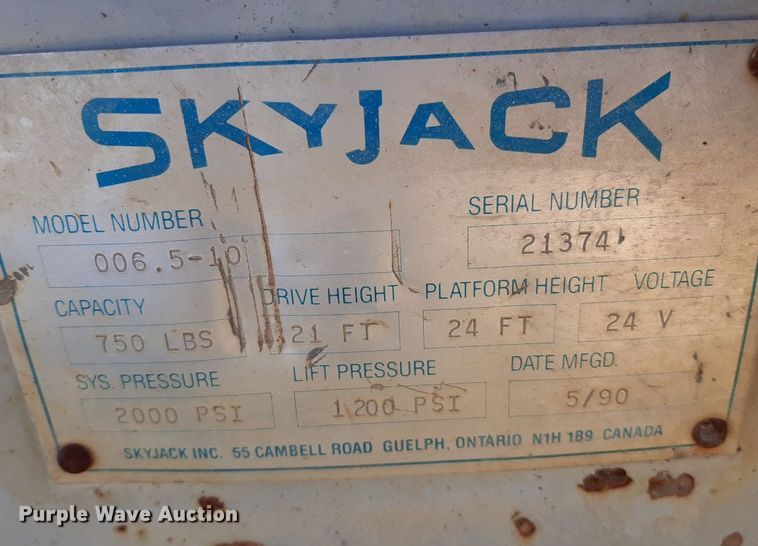 SKYJACK
MODEL NUMBER SERIAL NUMBER
006.5-10 21374
CAPACITY DRIVE HEIGHT PLATFORM HEIGHT VOLTAGE
750 LBS 21 FT 24 FT 24 V
SYS. PRESSURE LIFT PRESSURE DATE MFGD.
2000 PSI 1200 PSI 5/90
SKYJACK INC. 55 CAMBELL ROAD GUELPH, ONTARIO N1H 1B9 CANADA
Purple Wave Auction